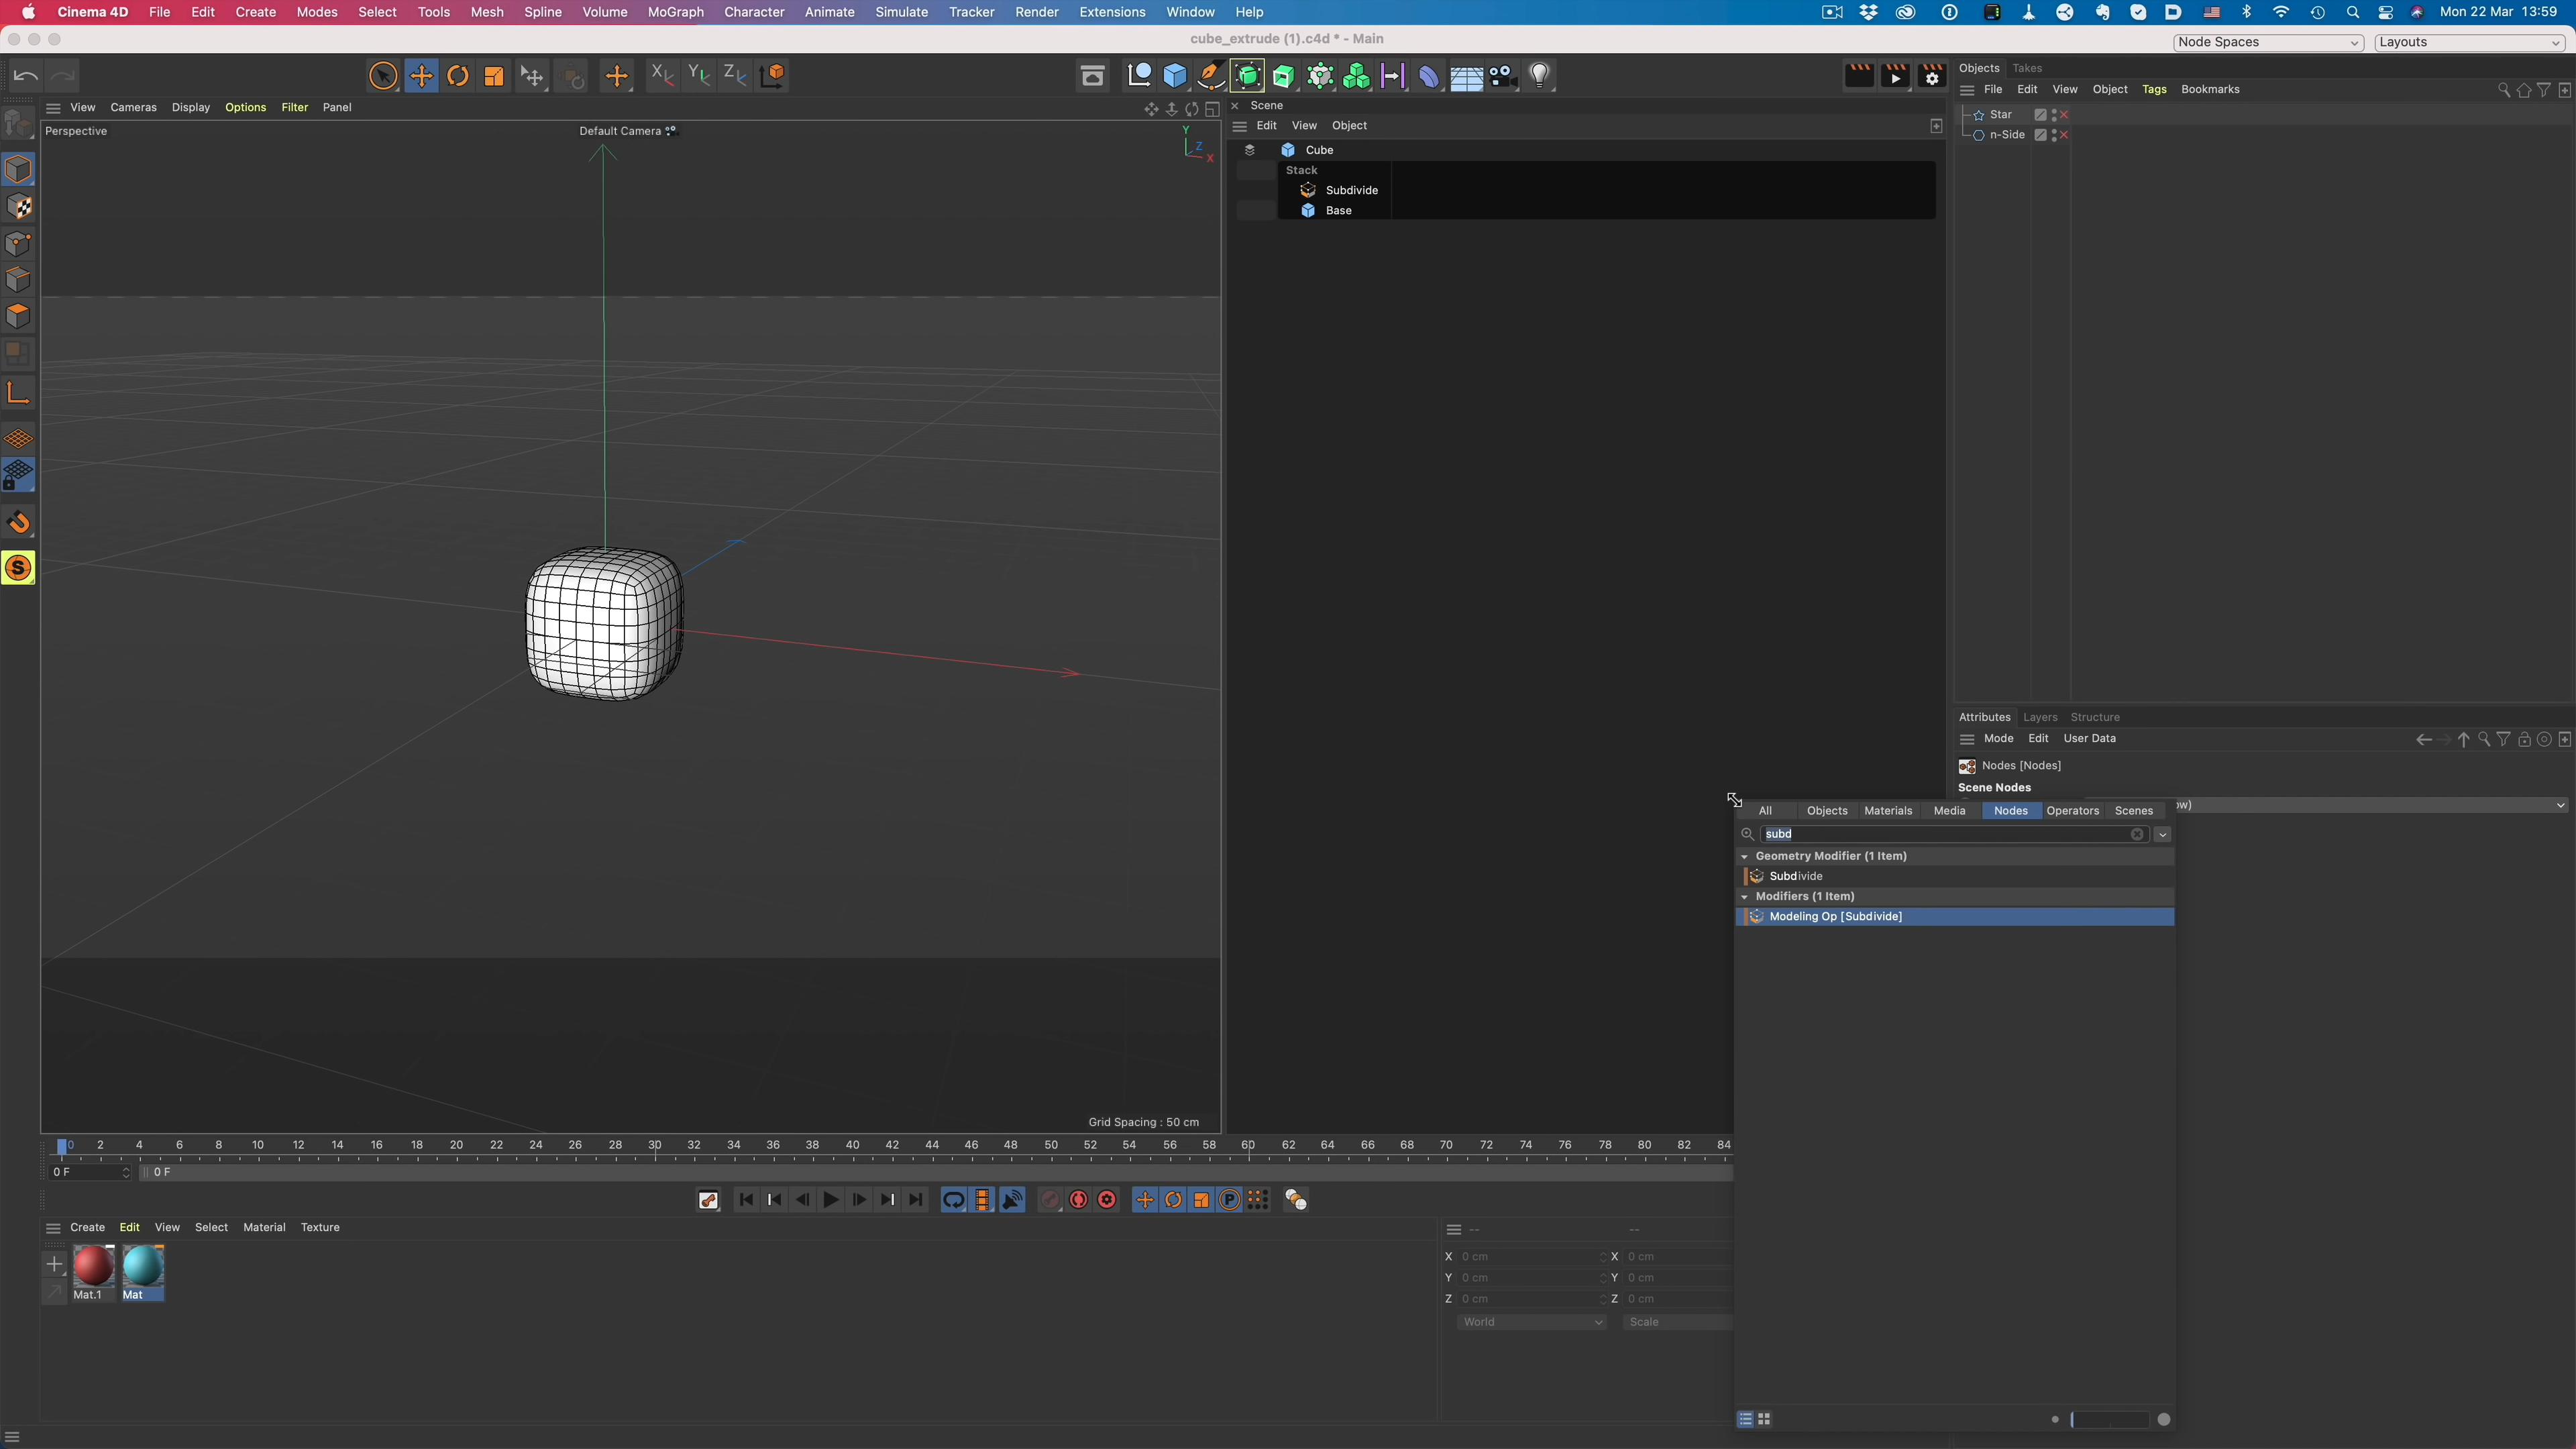 Cinema 4D File Edit Create Modes Select Tools Mesh Spline Volume MoGraph Character Animate Simulate Tracker Render Extensions Window Help Mon 22 Mar 13:59
cube_extrude (1).c4d * - Main
Node Spaces Layouts
X Y Z
Objects Takes
File Edit View Object Tags Bookmarks
Star
n-Side
View Cameras Display Options Filter Panel
Perspective Default Camera
Y
Z
X
Scene
Edit View Object
Cube
Stack
Subdivide
Base
S
Grid Spacing : 50 cm
Attributes Layers Structure
Mode Edit User Data
Nodes [Nodes]
Scene Nodes
ow)
All Objects Materials Media Nodes Operators Scenes
subd
Geometry Modifier (1 Item)
Subdivide
Modifiers (1 Item)
Modeling Op [Subdivide]
0 2 4 6 8 10 12 14 16 18 20 22 24 26 28 30 32 34 36 38 40 42 44 46 48 50 52 54 56 58 60 62 64 66 68 70 72 74 76 78 80 82 84
0 F 0 F
P
Create Edit View Select Material Texture
Mat.1 Mat
-- --
X 0 cm X 0 cm
Y 0 cm Y 0 cm
Z 0 cm Z 0 cm
World Scale